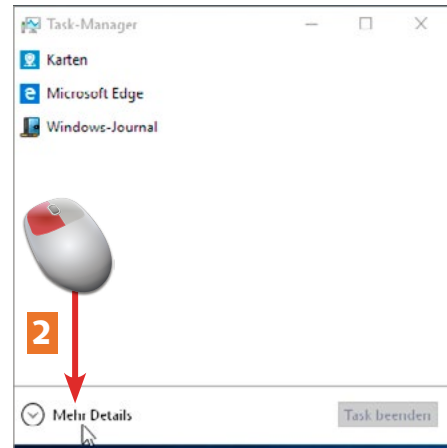 Task-Manager
Karten
Microsoft Edge
Windows-Journal
2
Mehr Details
Task beenden